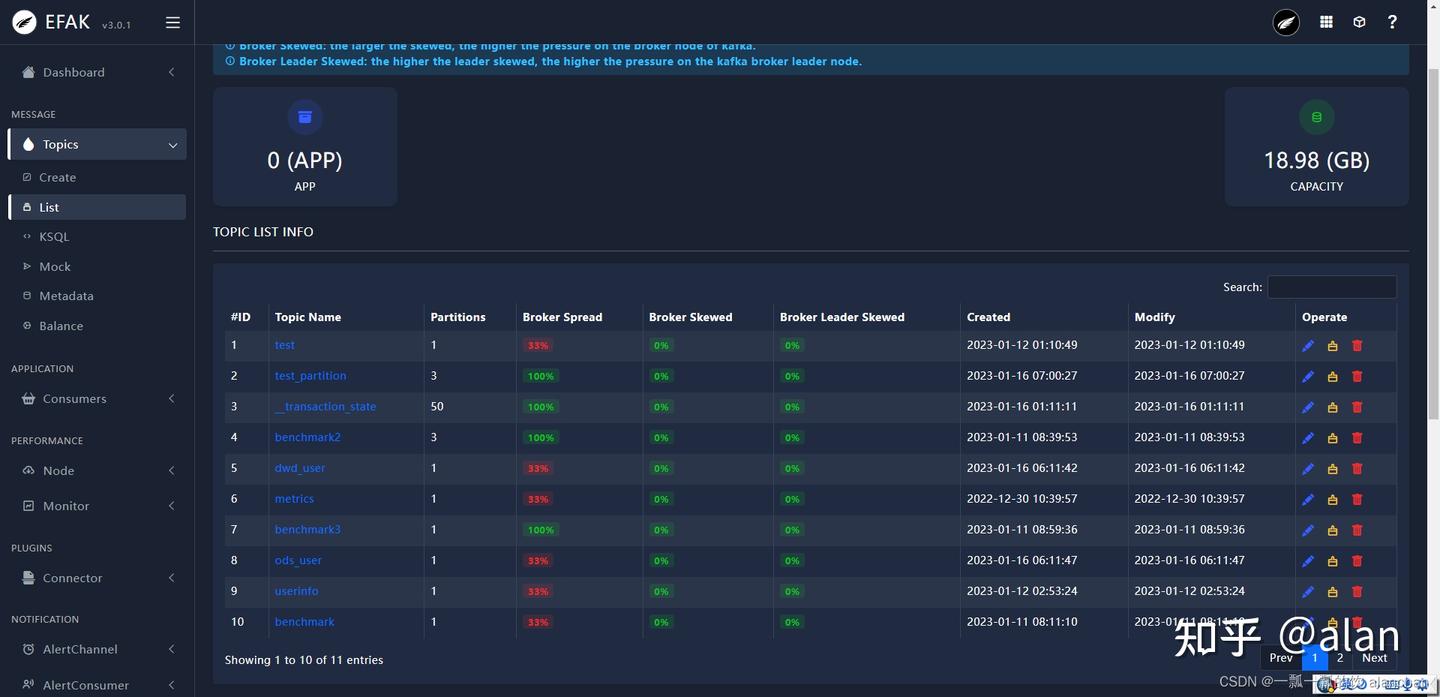 EFAK v3.0.1
Broker Skewed: the larger the skewed, the higher the pressure on the broker node of kafka.
Broker Leader Skewed: the higher the leader skewed, the higher the pressure on the kafka broker leader node.
Dashboard
MESSAGE
Topics
Create
List
KSQL
Mock
Metadata
Balance
APPLICATION
Consumers
PERFORMANCE
Node
Monitor
PLUGINS
Connector
NOTIFICATION
AlertChannel
AlertConsumer
0 (APP)
APP
18.98 (GB)
CAPACITY
TOPIC LIST INFO
Search:
#ID Topic Name Partitions Broker Spread Broker Skewed Broker Leader Skewed Created Modify Operate
1 test 1 33% 0% 0% 2023-01-12 01:10:49 2023-01-12 01:10:49
2 test_partition 3 100% 0% 0% 2023-01-16 07:00:27 2023-01-16 07:00:27
3 __transaction_state 50 100% 0% 0% 2023-01-16 01:11:11 2023-01-16 01:11:11
4 benchmark2 3 100% 0% 0% 2023-01-11 08:39:53 2023-01-11 08:39:53
5 dwd_user 1 33% 0% 0% 2023-01-16 06:11:42 2023-01-16 06:11:42
6 metrics 1 33% 0% 0% 2022-12-30 10:39:57 2022-12-30 10:39:57
7 benchmark3 1 100% 0% 0% 2023-01-11 08:59:36 2023-01-11 08:59:36
8 ods_user 1 33% 0% 0% 2023-01-16 06:11:47 2023-01-16 06:11:47
9 userinfo 1 33% 0% 0% 2023-01-12 02:53:24 2023-01-12 02:53:24
10 benchmark 1 33% 0% 0% 2023-01-11 08:11:10
知乎 @alan
Showing 1 to 10 of 11 entries
Prev 1 2 Next
CSDN @一瓢一